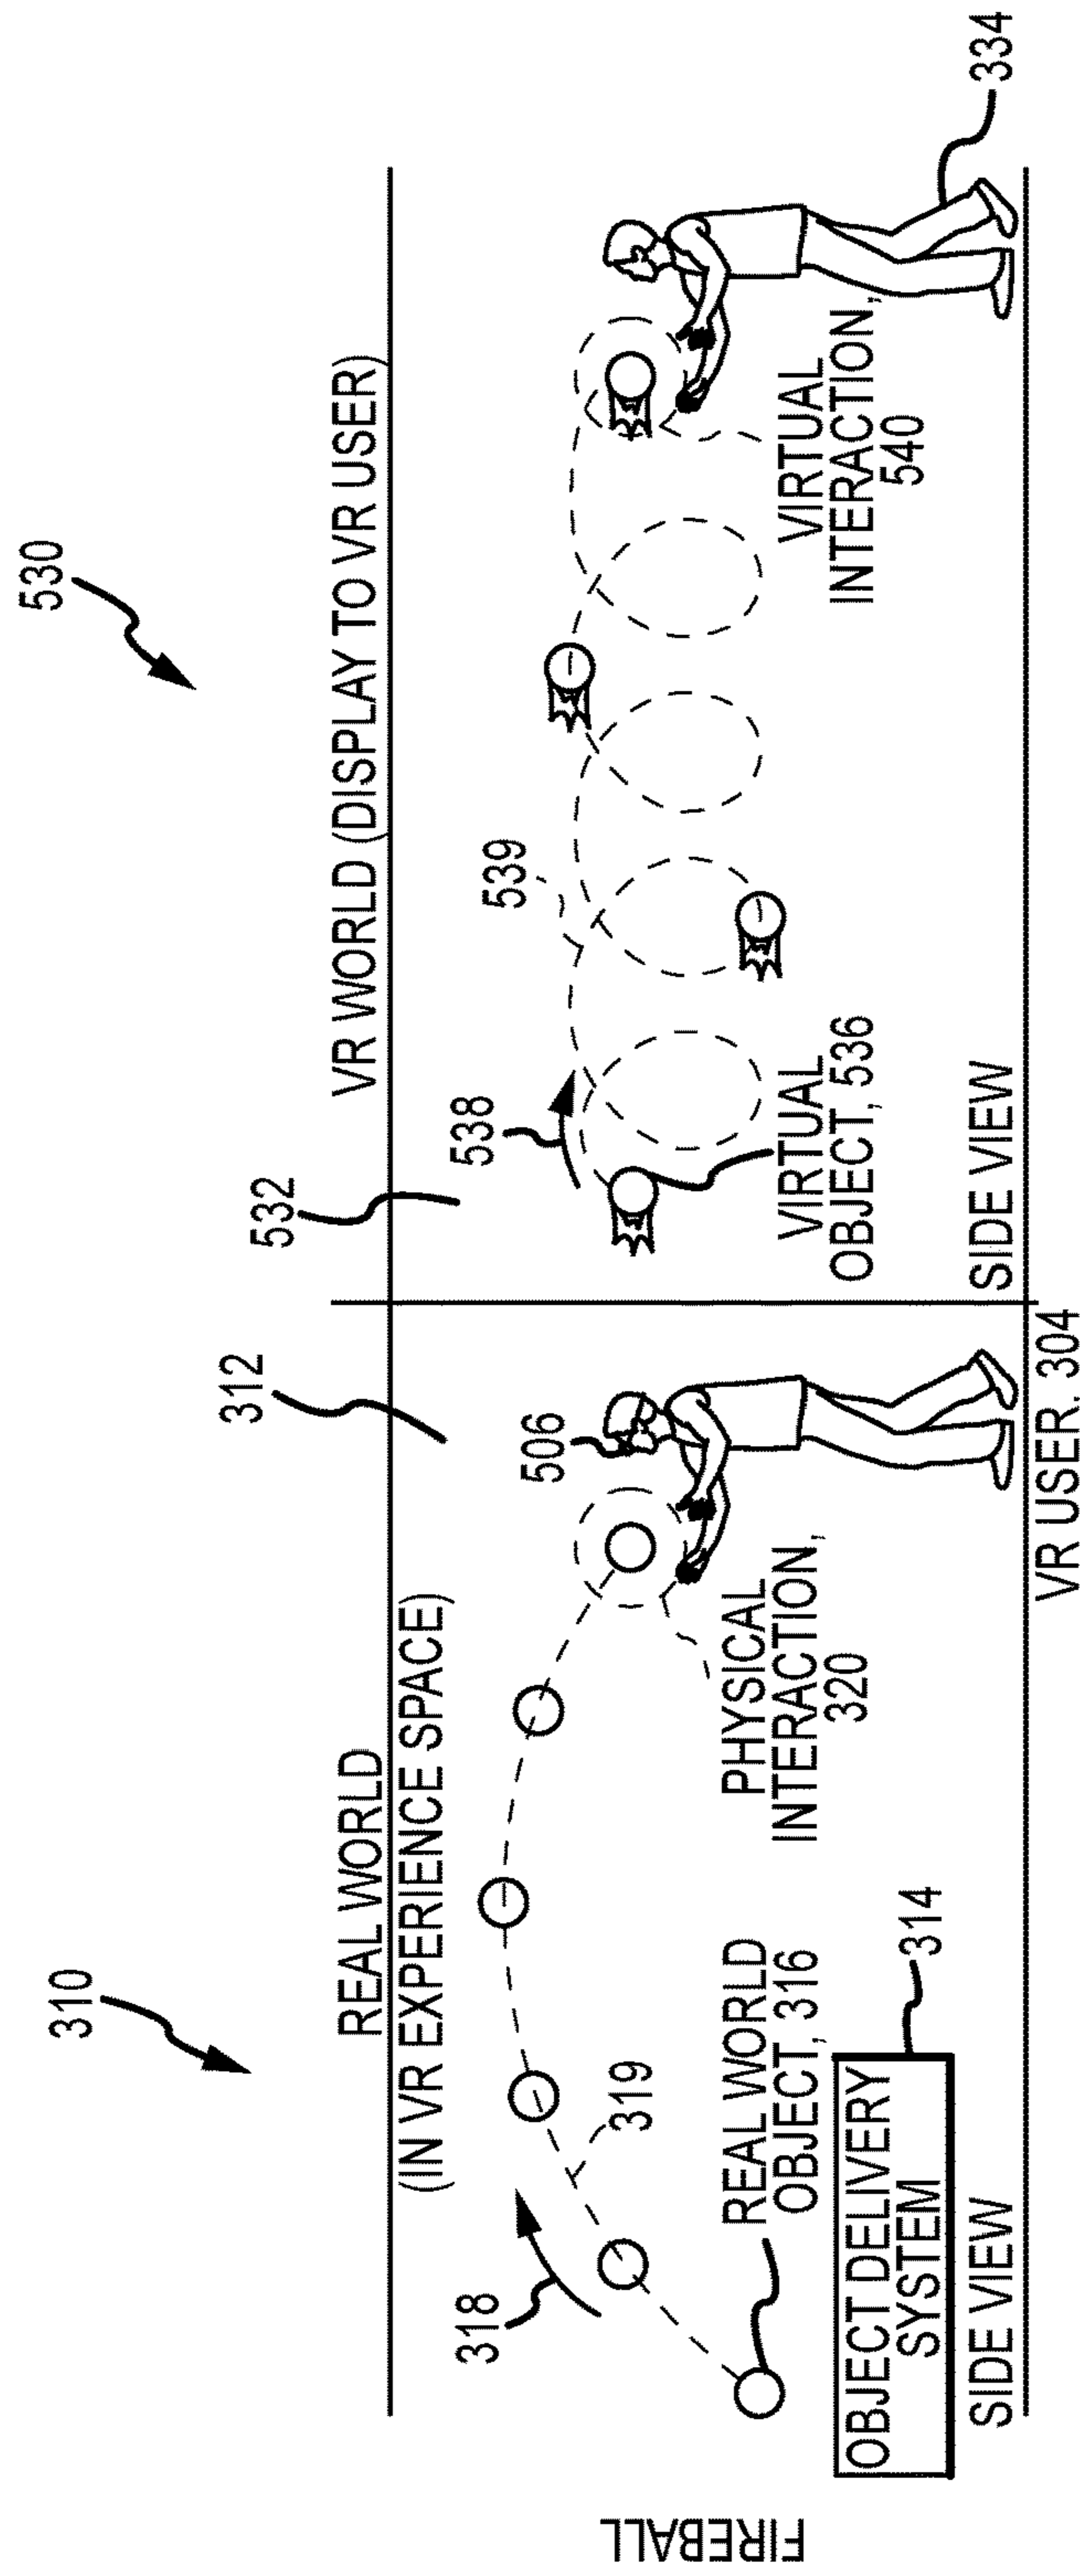 FIREBALL
310
REAL WORLD
(IN VR EXPERIENCE SPACE)
312
318
319
506
REAL WORLD
OBJECT, 316
PHYSICAL
INTERACTION,
320
OBJECT DELIVERY
SYSTEM
314
SIDE VIEW
VR USER. 304
530
VR WORLD (DISPLAY TO VR USER)
532
538
539
VIRTUAL
OBJECT, 536
VIRTUAL
INTERACTION,
540
SIDE VIEW
334